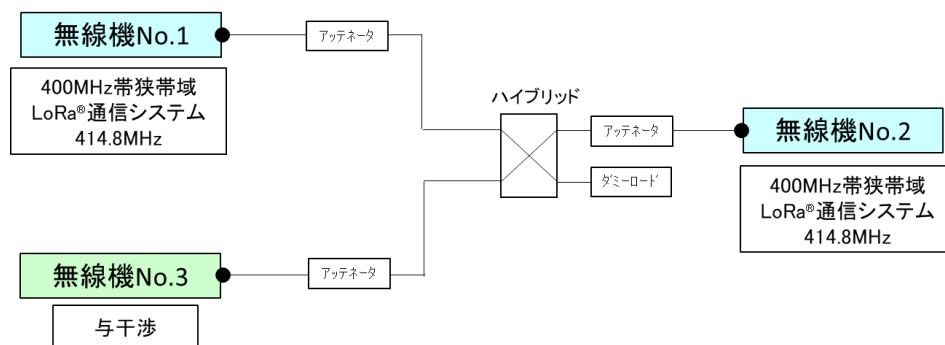 無線機No.1
アッテネータ
400MHz帯狭帯域
LoRa®通信システム
414.8MHz
ハイブリッド
アッテネータ
無線機No.2
ダミーロード
400MHz帯狭帯域
LoRa®通信システム
414.8MHz
無線機No.3
アッテネータ
与干渉